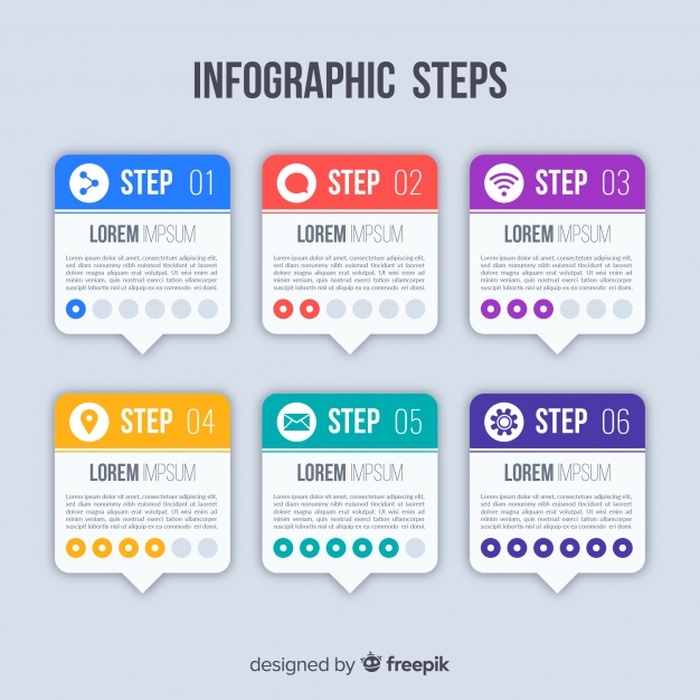 INFOGRAPHIC STEPS
STEP 01
LOREM IMPSUM
Lorem ipsum dolor sit amet, consectetuer adipiscing elit,
sed diam nonummy nibh euismod tincidunt ut laoreet
dolore magna aliquam erat volutpat. Ut wisi enim ad
minim veniam, quis nostrud exerci tation ullamcorper
suscipit lobortis nisl ut aliquip ex ea commodo eri domi.
STEP 02
LOREM IMPSUM
Lorem ipsum dolor sit amet, consectetuer adipiscing elit,
sed diam nonummy nibh euismod tincidunt ut laoreet
dolore magna aliquam erat volutpat. Ut wisi enim ad
minim veniam, quis nostrud exerci tation ullamcorper
suscipit lobortis nisl ut aliquip ex ea commodo eri domi.
STEP 03
LOREM IMPSUM
Lorem ipsum dolor sit amet, consectetuer adipiscing elit,
sed diam nonummy nibh euismod tincidunt ut laoreet
dolore magna aliquam erat volutpat. Ut wisi enim ad
minim veniam, quis nostrud exerci tation ullamcorper
suscipit lobortis nisl ut aliquip ex ea commodo eri domi.
STEP 04
LOREM IMPSUM
Lorem ipsum dolor sit amet, consectetuer adipiscing elit,
sed diam nonummy nibh euismod tincidunt ut laoreet
dolore magna aliquam erat volutpat. Ut wisi enim ad
minim veniam, quis nostrud exerci tation ullamcorper
suscipit lobortis nisl ut aliquip ex ea commodo eri domi.
STEP 05
LOREM IMPSUM
Lorem ipsum dolor sit amet, consectetuer adipiscing elit,
sed diam nonummy nibh euismod tincidunt ut laoreet
dolore magna aliquam erat volutpat. Ut wisi enim ad
minim veniam, quis nostrud exerci tation ullamcorper
suscipit lobortis nisl ut aliquip ex ea commodo eri domi.
STEP 06
LOREM IMPSUM
Lorem ipsum dolor sit amet, consectetuer adipiscing elit,
sed diam nonummy nibh euismod tincidunt ut laoreet
dolore magna aliquam erat volutpat. Ut wisi enim ad
minim veniam, quis nostrud exerci tation ullamcorper
suscipit lobortis nisl ut aliquip ex ea commodo eri domi.
designed by freepik